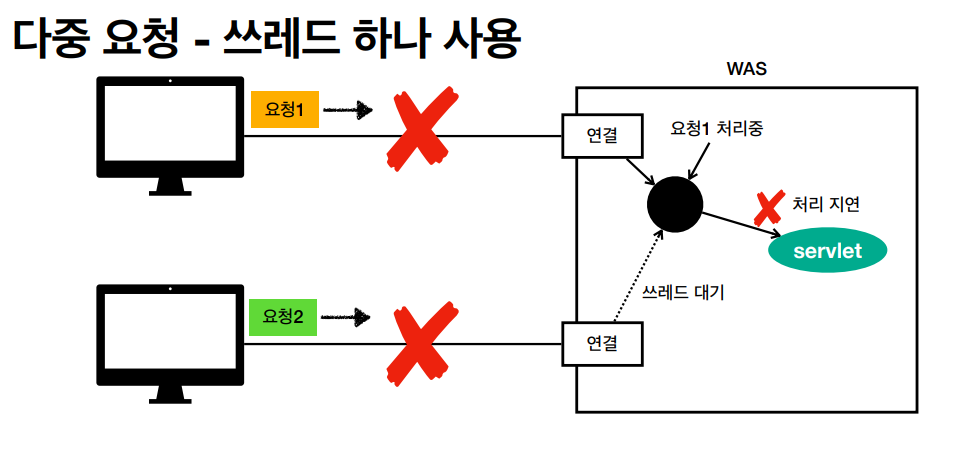 다중 요청 - 쓰레드 하나 사용
WAS
요청1
연결
요청1 처리중
처리 지연
servlet
쓰레드 대기
요청2
연결